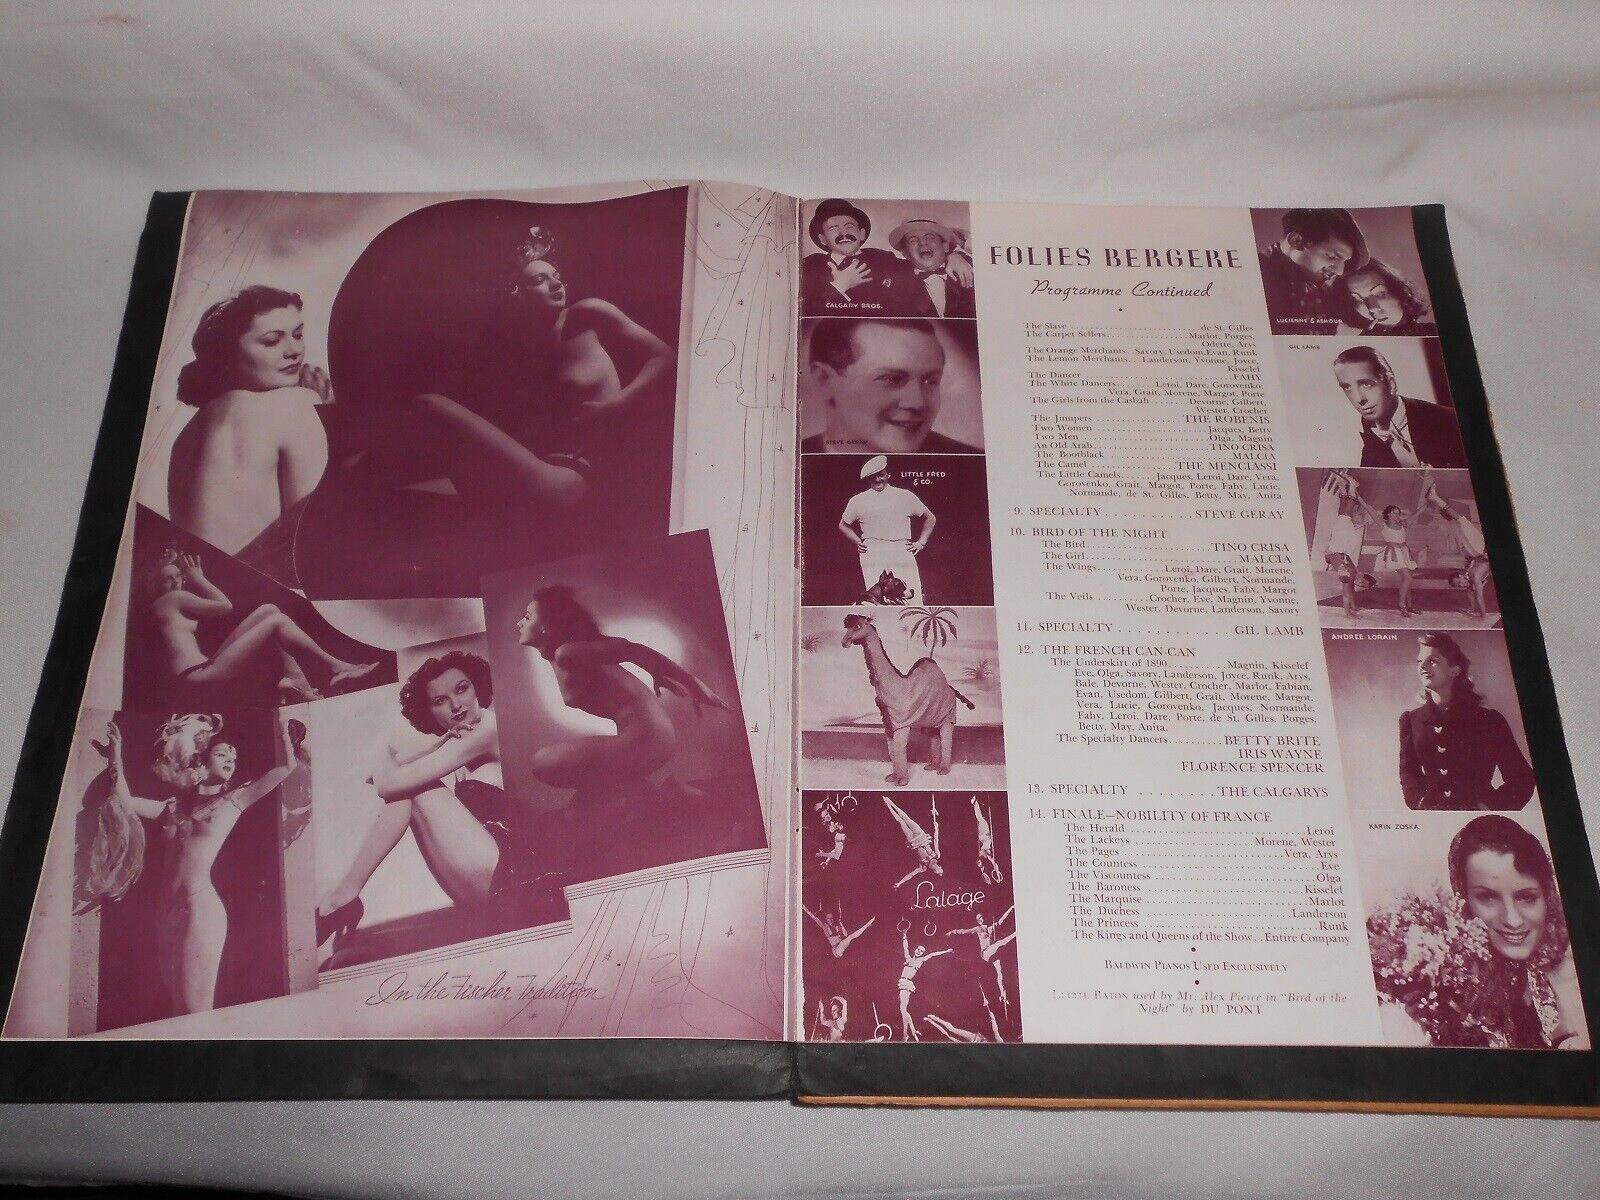 In the Fischer Tradition
CALGARY BROS.
STEVE GERAY
LITTLE FRED
& CO.
Lalage
FOLIES BERGERE
Programme Continued
The Slave . . . de St. Gilles
The Carpet Sellers . . . Marlot, Porges,
Odette, Arys
The Orange Merchants . . Savory, Usedom, Evan, Runk
The Lemon Merchants . . . Landerson, Yvonne, Joyce,
Kisselef
The Dancer . . . FAHY
The White Dancers . . . Leroi, Dare, Gorovenko,
Vera, Grait, Morene, Margot, Porte
The Girls from the Casbah . . . Devorne, Gilbert,
Wester, Crocher
The Jumpers . . . THE ROBENIS
Two Women . . . Jacques, Betty
Two Men . . . Olga, Magnin
An Old Arab . . . TINO CRISA
The Bootblack . . . MALCIA
The Camel . . . THE MENCIASSI
The Little Camels . . . Jacques, Leroi, Dare, Vera,
Gorovenko, Grait, Margot, Porte, Fahy, Lucie,
Normande, de St. Gilles, Betty, May, Anita
9. SPECIALTY . . . STEVE GERAY
10. BIRD OF THE NIGHT
The Bird . . . TINO CRISA
The Girl . . . MALCIA
The Wings . . . Leroi, Dare, Grait, Morene,
Vera, Gorovenko, Gilbert, Normande,
Porte, Jacques, Fahy, Margot
The Veils . . . Crocher, Eve, Magnin, Yvonne,
Wester, Devorne, Landerson, Savory
11. SPECIALTY . . . GIL LAMB
12. THE FRENCH CAN-CAN
The Underskirt of 1890 . . . Magnin, Kisselef
Eve, Olga, Savory, Landerson, Joyce, Runk, Arys,
Bale, Devorne, Wester, Crocher, Marlot, Fabian,
Evan, Usedom, Gilbert, Grait, Morene, Margot,
Vera, Lucie, Gorovenko, Jacques, Normande,
Fahy, Leroi, Dare, Porte, de St. Gilles, Porges,
Betty, May, Anita.
The Specialty Dancers . . . BETTY BRITE
IRIS WAYNE
FLORENCE SPENCER
13. SPECIALTY . . . THE CALGARYS
14. FINALE—NOBILITY OF FRANCE
The Herald . . . Leroi
The Lackeys . . . Morene, Wester
The Pages . . . Vera, Arys
The Countess . . . Eve
The Viscountess . . . Olga
The Baroness . . . Kisselef
The Marquise . . . Marlot
The Duchess . . . Landerson
The Princess . . . Runk
The Kings and Queens of the Show . . Entire Company
BALDWIN PIANOS USED EXCLUSIVELY
LUCITE BATON used by Mr. Alex Pierce in "Bird of the
Night" by DU PONT
LUCIENNE & ASHOUR
GIL LAMB
ANDREE LORAIN
KARIN ZOSKA